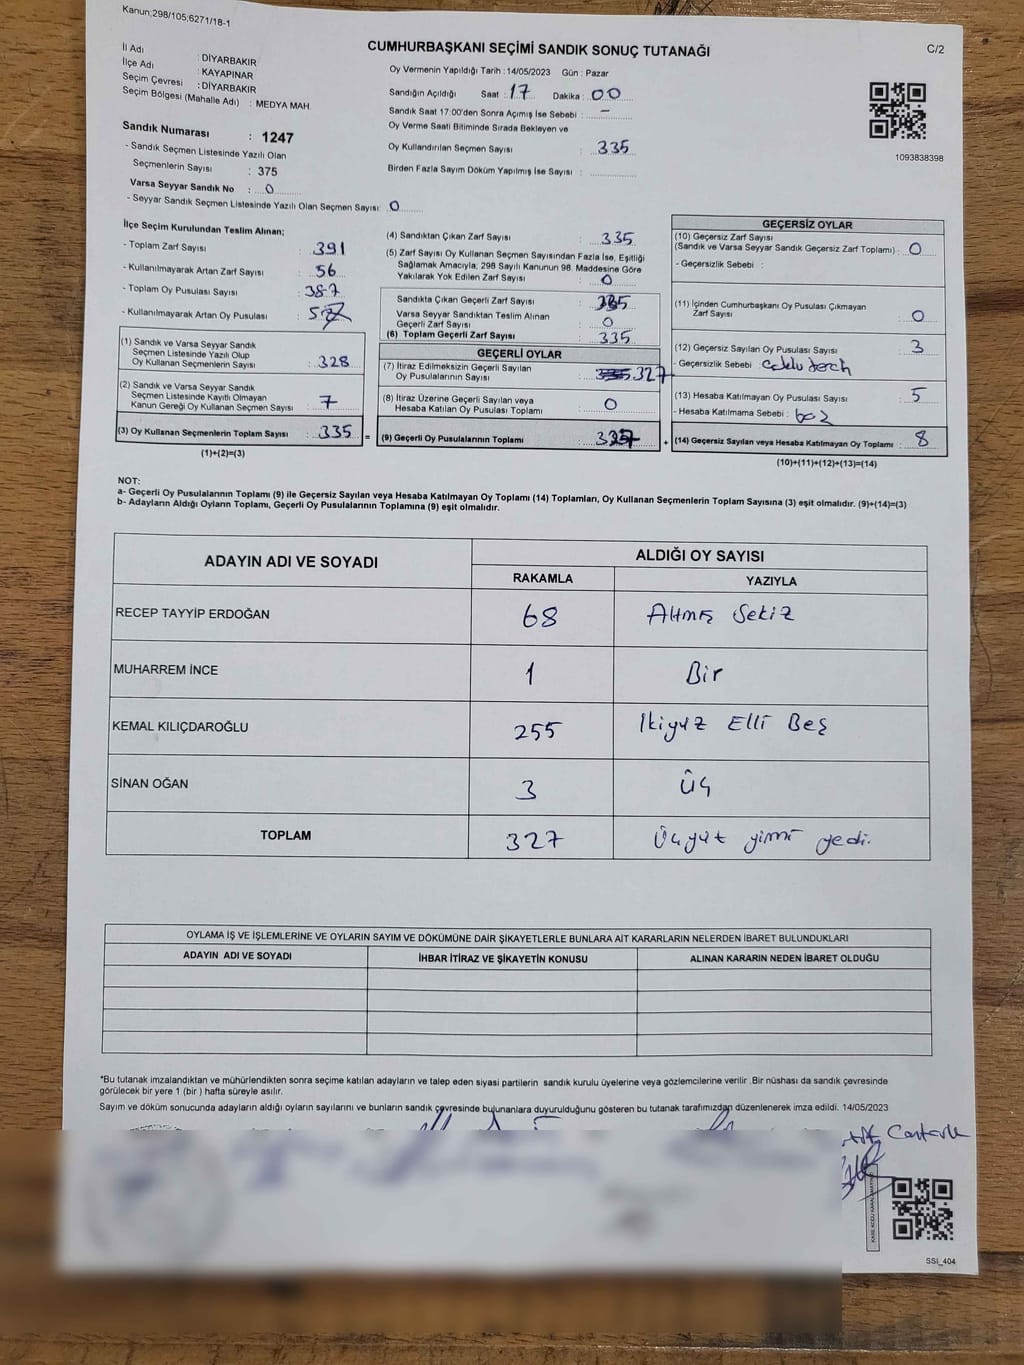 Kanun;298/105;6271/18-1
C/2
CUMHURBAŞKANI SEÇİMİ SANDIK SONUÇ TUTANAĞI
İl Adı : DİYARBAKIR
İlçe Adı : KAYAPINAR
Seçim Çevresi : DİYARBAKIR
Seçim Bölgesi (Mahalle Adı) : MEDYA MAH.
Sandık Numarası : 1247
- Sandık Seçmen Listesinde Yazılı Olan
Seçmenlerin Sayısı : 375
Varsa Seyyar Sandık No : 0
- Seyyar Sandık Seçmen Listesinde Yazılı Olan Seçmen Sayısı: 0
Oy Vermenin Yapıldığı Tarih : 14/05/2023 Gün : Pazar
Sandığın Açıldığı Saat : 17 Dakika : 00
Sandık Saat 17:00'den Sonra Açımış İse Sebebi : -
Oy Verme Saati Bitiminde Sırada Bekleyen ve
Oy Kullandırılan Seçmen Sayısı : 335
Birden Fazla Sayım Döküm Yapılmış İse Sayısı :
1093838398
İlçe Seçim Kurulundan Teslim Alınan;
- Toplam Zarf Sayısı : 391
- Kullanılmayarak Artan Zarf Sayısı : 56
- Toplam Oy Pusulası Sayısı : 387
- Kullanılmayarak Artan Oy Pusulası :
(1) Sandık ve Varsa Seyyar Sandık
Seçmen Listesinde Yazılı Olup
Oy Kullanan Seçmenlerin Sayısı : 328
(2) Sandık ve Varsa Seyyar Sandık
Seçmen Listesinde Kayıtlı Olmayan
Kanun Gereği Oy Kullanan Seçmen Sayısı : 7
(3) Oy Kullanan Seçmenlerin Toplam Sayısı : 335 =
(1)+(2)=(3)
(4) Sandıktan Çıkan Zarf Sayısı : 335
(5) Zarf Sayısı Oy Kullanan Seçmen Sayısından Fazla İse, Eşitliği
Sağlamak Amacıyla, 298 Sayılı Kanunun 98. Maddesine Göre
Yakılarak Yok Edilen Zarf Sayısı : 0
Sandıkta Çıkan Geçerli Zarf Sayısı : 335
Varsa Seyyar Sandıktan Teslim Alınan
Geçerli Zarf Sayısı : 0
(6) Toplam Geçerli Zarf Sayısı : 335
GEÇERLİ OYLAR
(7) İtiraz Edilmeksizin Geçerli Sayılan
Oy Pusulalarının Sayısı : 335 327
(8) İtiraz Üzerine Geçerli Sayılan veya
Hesaba Katılan Oy Pusulası Toplamı : 0
(9) Geçerli Oy Pusulalarının Toplamı : 327 +
GEÇERSİZ OYLAR
(10) Geçersiz Zarf Sayısı
(Sandık ve Varsa Seyyar Sandık Geçersiz Zarf Toplamı) : 0
- Geçersizlik Sebebi :
(11) İçinden Cumhurbaşkanı Oy Pusulası Çıkmayan
Zarf Sayısı : 0
(12) Geçersiz Sayılan Oy Pusulası Sayısı : 3
- Geçersizlik Sebebi :
(13) Hesaba Katılmayan Oy Pusulası Sayısı : 5
- Hesaba Katılmama Sebebi : boz
(14) Geçersiz Sayılan veya Hesaba Katılmayan Oy Toplamı : 8
(10)+(11)+(12)+(13)=(14)
NOT:
a- Geçerli Oy Pusulalarının Toplamı (9) ile Geçersiz Sayılan veya Hesaba Katılmayan Oy Toplamı (14) Toplamları, Oy Kullanan Seçmenlerin Toplam Sayısına (3) eşit olmalıdır. (9)+(14)=(3)
b- Adayların Aldığı Oyların Toplamı, Geçerli Oy Pusulalarının Toplamına (9) eşit olmalıdır.
ADAYIN ADI VE SOYADI ALDIĞI OY SAYISI
RAKAMLA YAZIYLA
RECEP TAYYİP ERDOĞAN 68 Altmış Sekiz
MUHARREM İNCE 1 Bir
KEMAL KILIÇDAROĞLU 255 İkiyüz Elli Beş
SİNAN OĞAN 3 Üç
TOPLAM 327 Üçyüz yirmi yedi.
OYLAMA İŞ VE İŞLEMLERİNE VE OYLARIN SAYIM VE DÖKÜMÜNE DAİR ŞİKAYETLERLE BUNLARA AİT KARARLARIN NELERDEN İBARET BULUNDUKLARI
ADAYIN ADI VE SOYADI İHBAR İTİRAZ VE ŞİKAYETİN KONUSU ALINAN KARARIN NEDEN İBARET OLDUĞU
*Bu tutanak imzalandıktan ve mühürlendikten sonra seçime katılan adayların ve talep eden siyasi partilerin sandık kurulu üyelerine veya gözlemcilerine verilir .Bir nüshası da sandık çevresinde
görülecek bir yere 1 (bir ) hafta süreyle asılır.
Sayım ve döküm sonucunda adayların aldığı oyların sayılarını ve bunların sandık çevresinde bulunanlara duyurulduğunu gösteren bu tutanak tarafımızdan düzenlenerek imza edildi. 14/05/2023
SSI_404